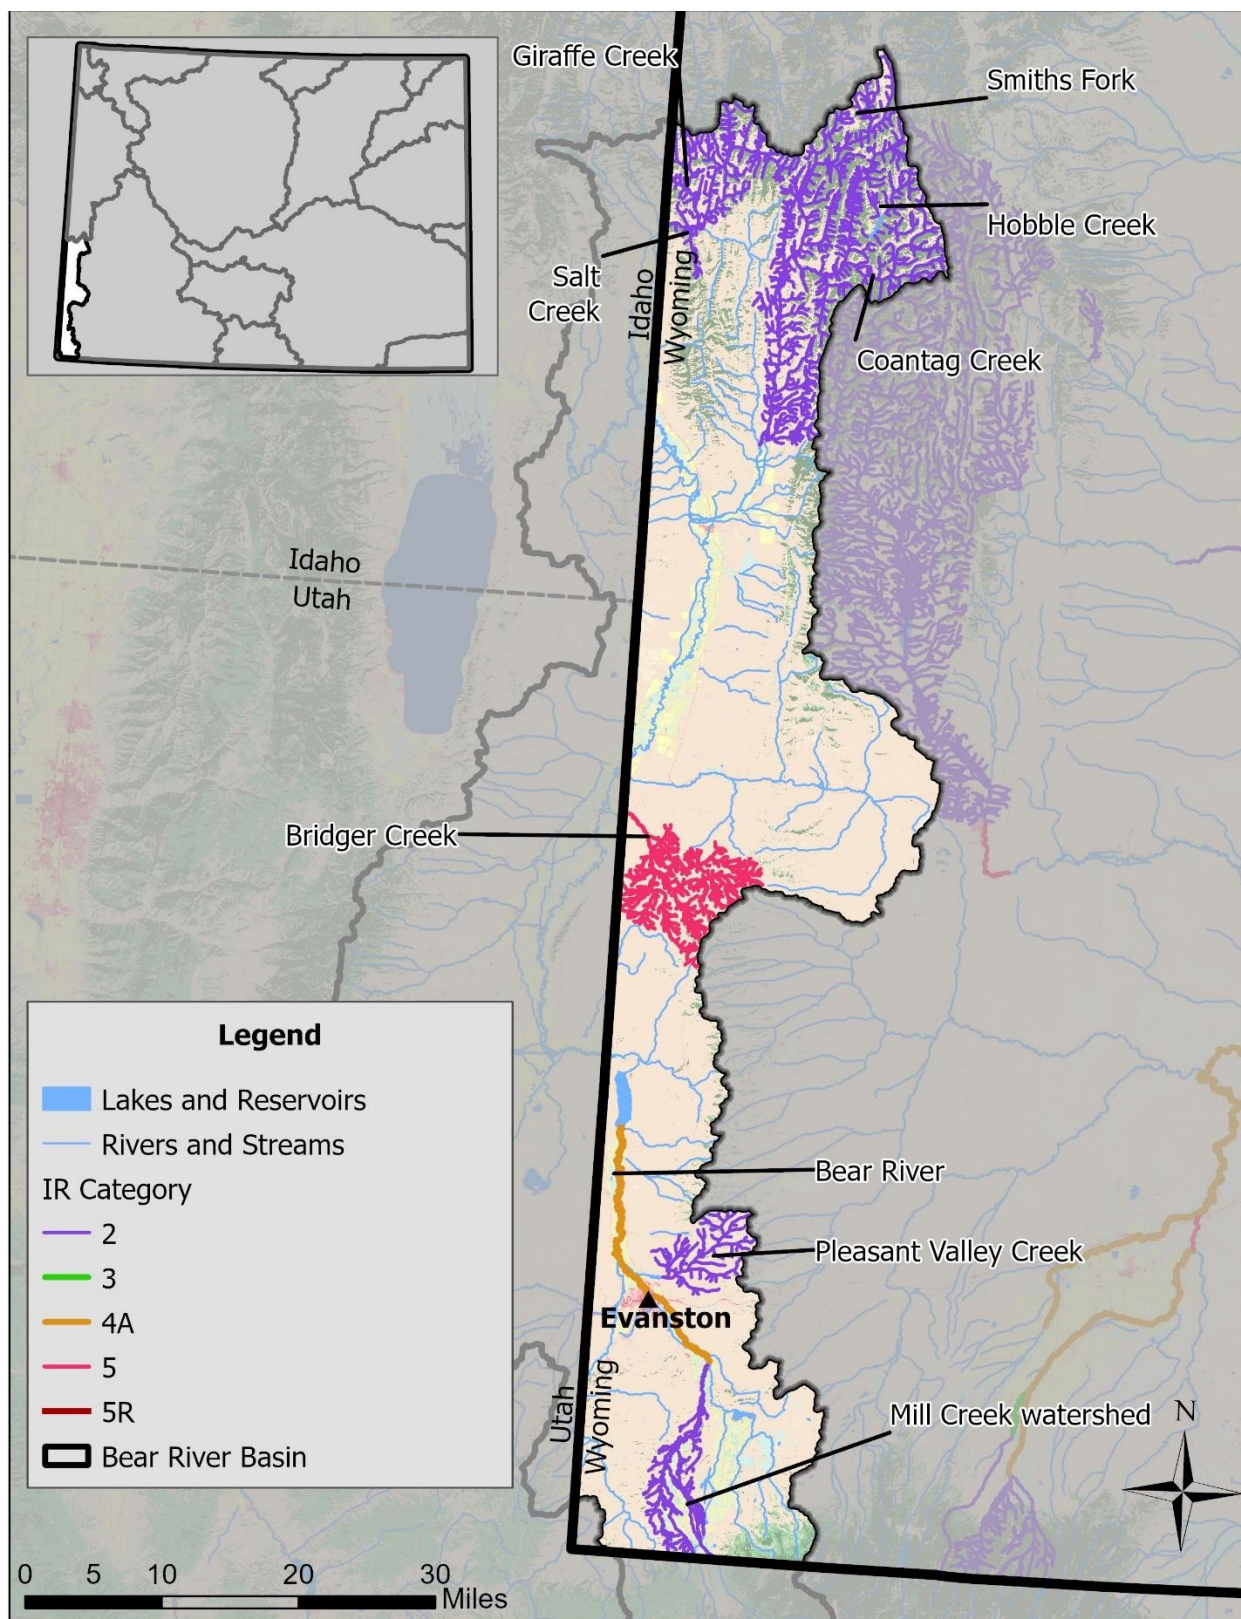 Giraffe Creek
Smiths Fork
Hobble Creek
Salt
Creek
Idaho
Wyoming
Coantag Creek
Idaho
Utah
Bridger Creek
Legend
Lakes and Reservoirs
Rivers and Streams
IR Category
2
3
4A
5
5R
Bear River Basin
Bear River
Pleasant Valley Creek
Evanston
Utah
Wyoming
Mill Creek watershed
N
0 5 10 20 30
Miles